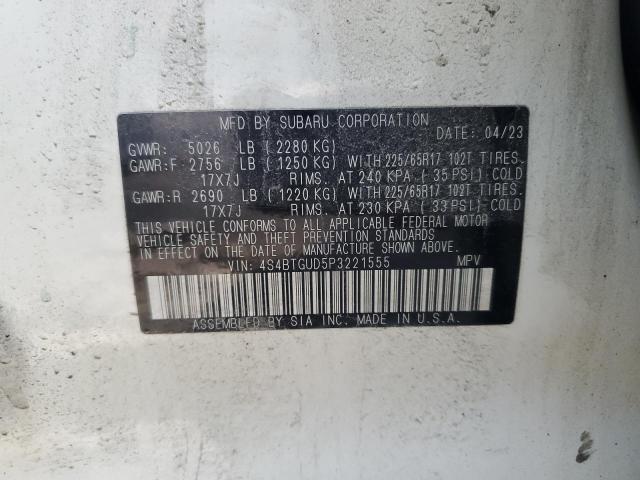 MFD BY SUBARU CORPORATION
DATE: 04/23
GVWR: 5026 LB (2280 KG)
GAWR:F 2756 LB (1250 KG) WITH 225/65R17 102T TIRES.
17X7J RIMS. AT 240 KPA (35 PSI) COLD
GAWR:R 2690 LB (1220 KG) WITH 225/65R17 102T TIRES.
17X7J RIMS. AT 230 KPA (33 PSI) COLD
THIS VEHICLE CONFORMS TO ALL APPLICABLE FEDERAL MOTOR
VEHICLE SAFETY AND THEFT PREVENTION STANDARDS
IN EFFECT ON THE DATE OF MANUFACTURE SHOWN ABOVE.
VIN: 4S4BTGUD5P3221555 MPV
ASSEMBLED BY SIA INC. MADE IN U.S.A.